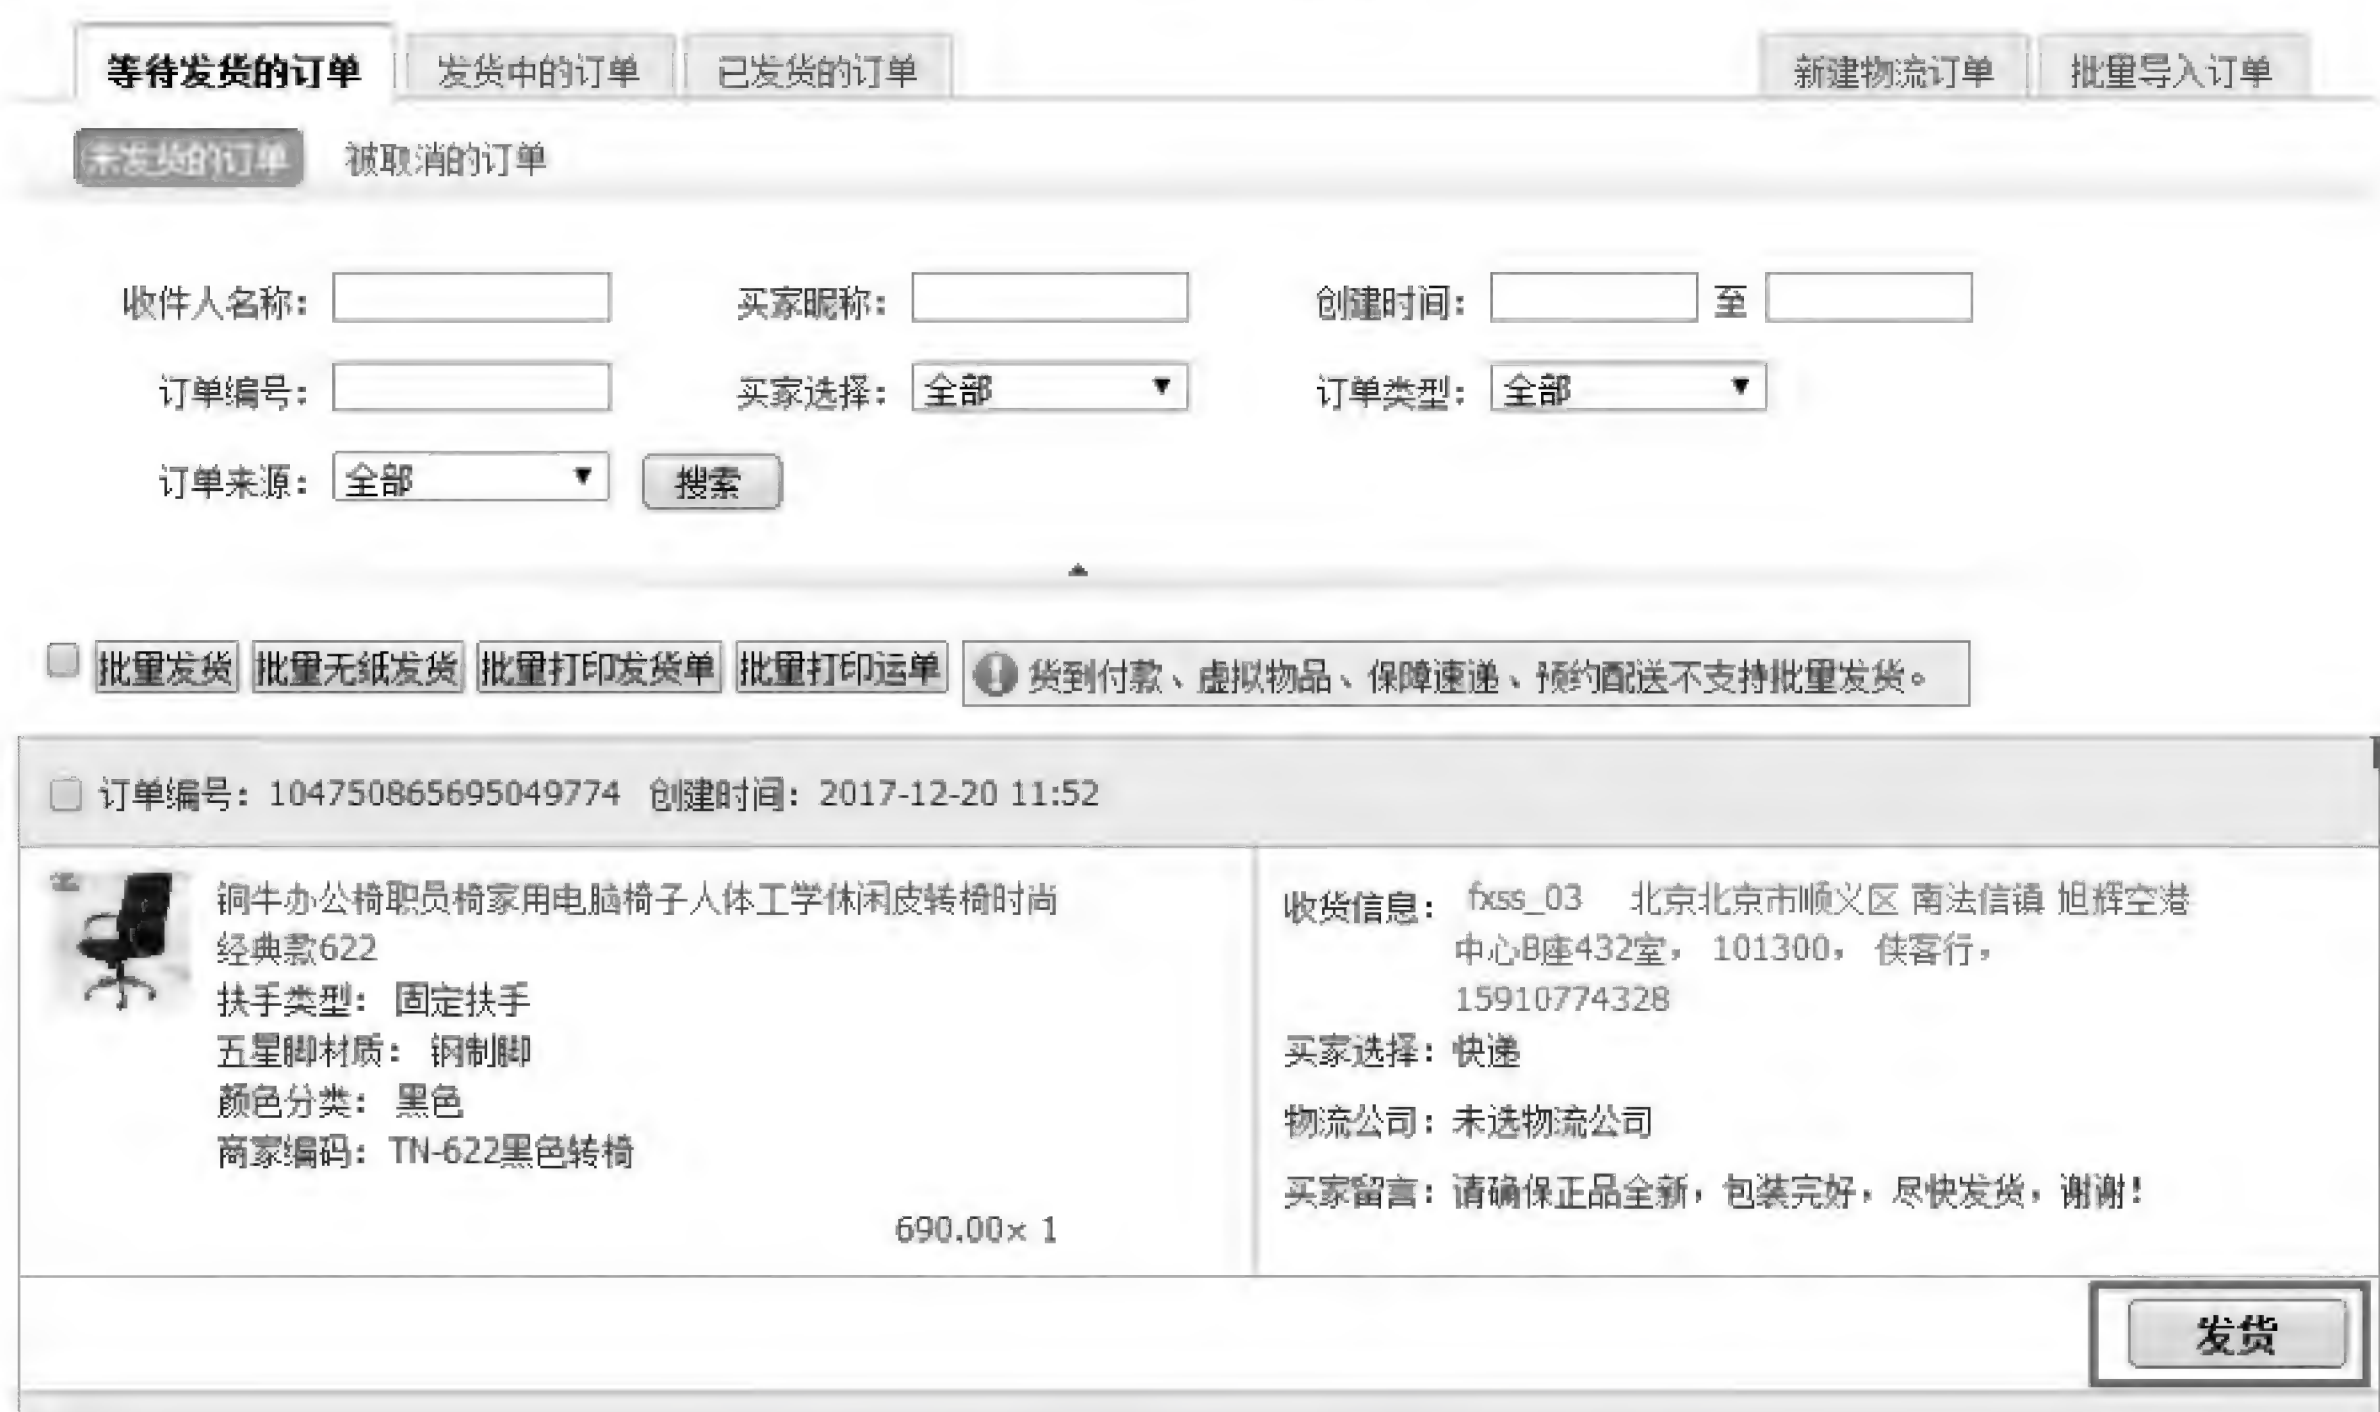 等待发货的订单 发货中的订单 已发货的订单 新建物流订单 批量导入订单
未发货的订单 被取消的订单
收件人名称： 买家昵称： 创建时间： 至
订单编号： 买家选择： 全部 订单类型： 全部
订单来源： 全部 搜索
批量发货 批量无纸发货 批量打印发货单 批量打印运单 货到付款、虚拟物品、保障速递、预约配送不支持批量发货。
订单编号：104750865695049774 创建时间：2017-12-20 11:52
铜牛办公椅职员椅家用电脑椅子人体工学休闲皮转椅时尚
经典款622
扶手类型： 固定扶手
五星脚材质： 钢制脚
颜色分类： 黑色
商家编码：TN-622黑色转椅
690.00× 1
收货信息： fxss_03 北京北京市顺义区 南法信镇 旭辉空港
中心B座432室， 101300， 侠客行，
15910774328
买家选择：快递
物流公司：未选物流公司
买家留言：请确保正品全新，包装完好，尽快发货，谢谢！
发货